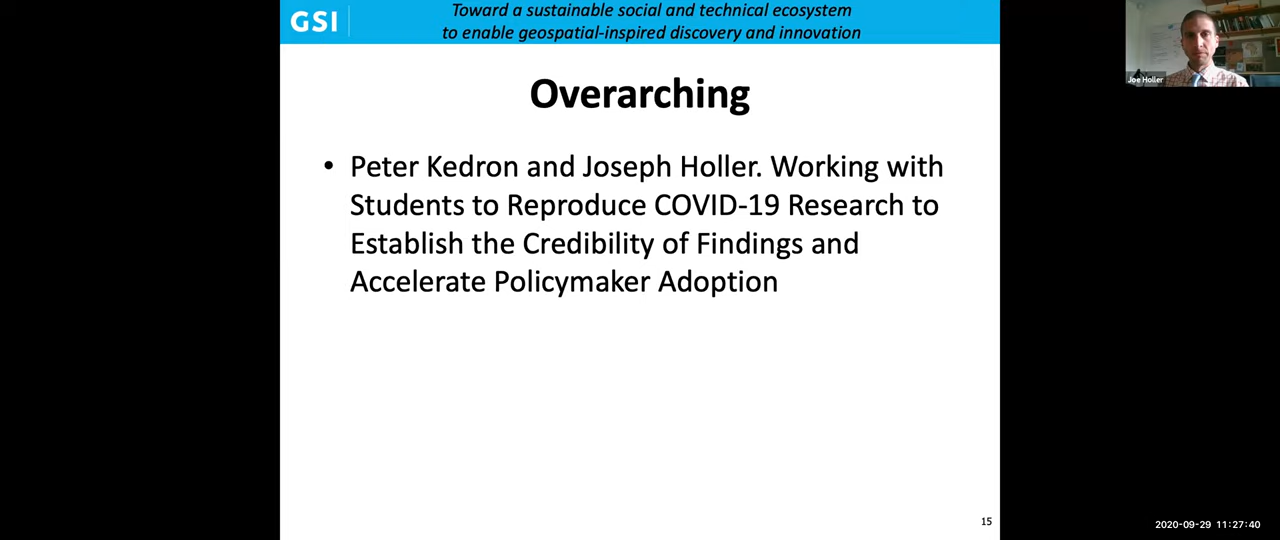 GSI
Toward a sustainable social and technical ecosystem
to enable geospatial-inspired discovery and innovation
Joe Holler
Overarching
• Peter Kedron and Joseph Holler. Working with
Students to Reproduce COVID-19 Research to
Establish the Credibility of Findings and
Accelerate Policymaker Adoption
15
2020-09-29 11:27:40